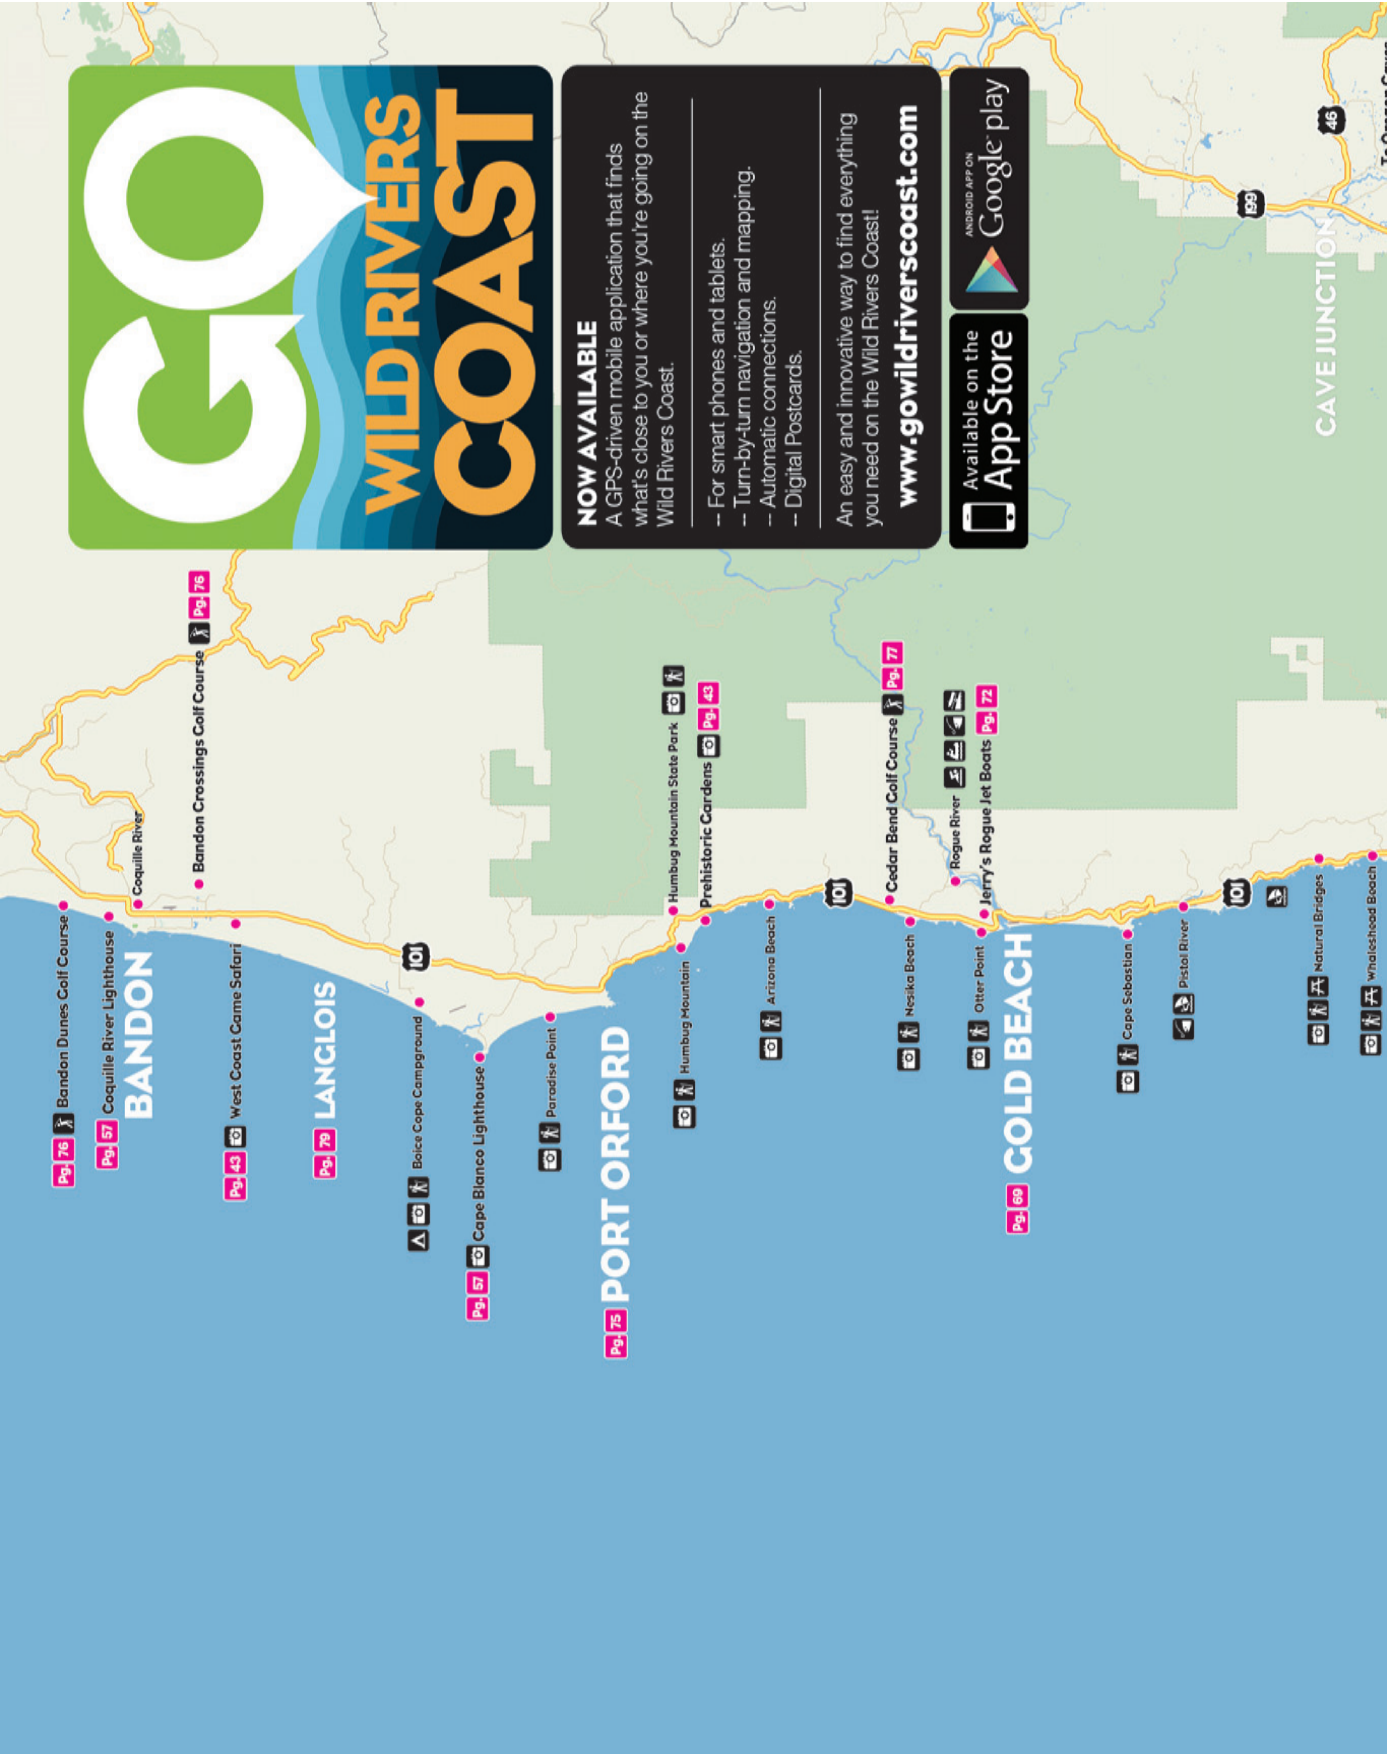 GO
WILD RIVERS
COAST
NOW AVAILABLE
A GPS-driven mobile application that finds
what's close to you or where you're going on the
Wild Rivers Coast.
-- For smart phones and tablets.
-- Turn-by-turn navigation and mapping.
-- Automatic connections.
-- Digital Postcards.
An easy and innovative way to find everything
you need on the Wild Rivers Coast!
www.gowildriverscoast.com
Available on the
App Store
ANDROID APP ON
Google play
Pg. 76 Bandon Dunes Golf Course
Pg. 57 Coquille River Lighthouse
BANDON
Coquille River
Bandon Crossings Golf Course Pg. 76
Pg. 43 West Coast Game Safari
Pg. 79 LANGLOIS
101
Boice Cope Campground
Pg. 57 Cape Blanco Lighthouse
Paradise Point
Pg. 75 PORT ORFORD
Humbug Mountain State Park
Humbug Mountain
Prehistoric Gardens Pg. 43
Arizona Beach
101
Cedar Bend Golf Course Pg. 77
Nesika Beach
Rogue River
Otter Point
Jerry's Rogue Jet Boats Pg. 72
Pg. 69 GOLD BEACH
Cape Sebastian
Pistol River
101
Natural Bridges
Whaleshead Beach
199
46
CAVE JUNCTION